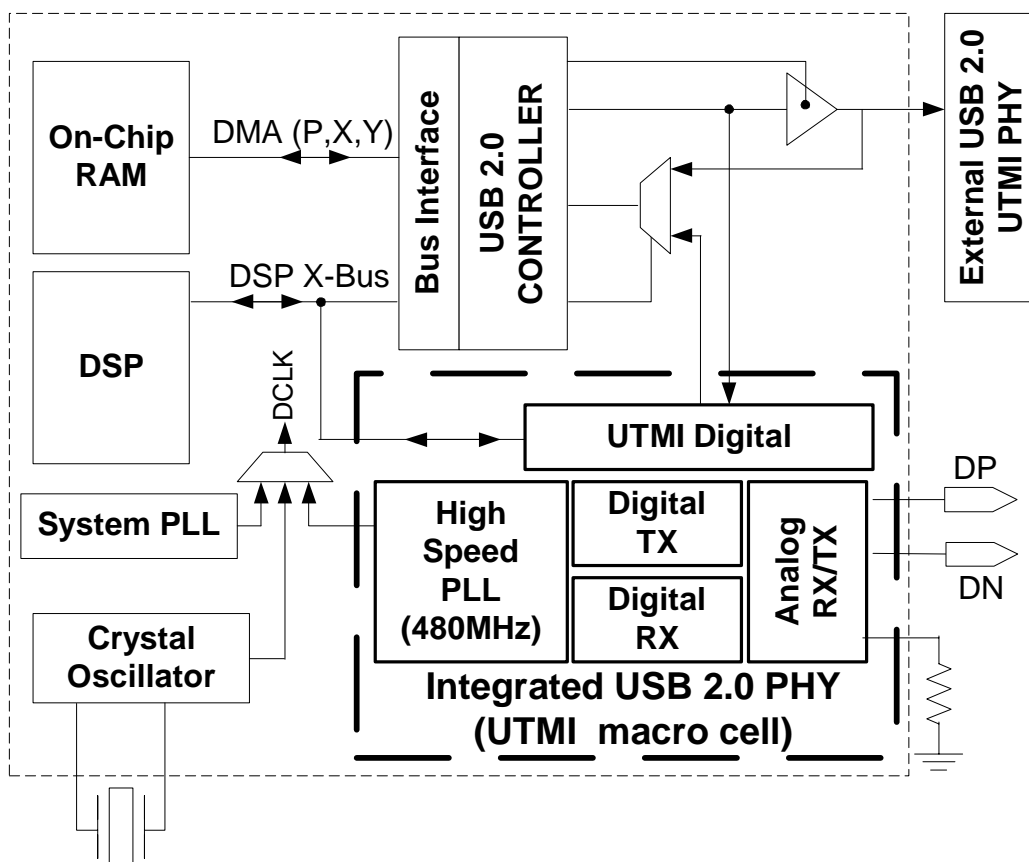 On-Chip
RAM
DMA (P,X,Y)
Bus Interface
USB 2.0
CONTROLLER
External USB 2.0
UTMI PHY
DSP X-Bus
DSP
DCLK
UTMI Digital
System PLL
High
Speed
PLL
(480MHz)
Digital
TX
Digital
RX
Analog
RX/TX
DP
DN
Crystal
Oscillator
Integrated USB 2.0 PHY
(UTMI macro cell)